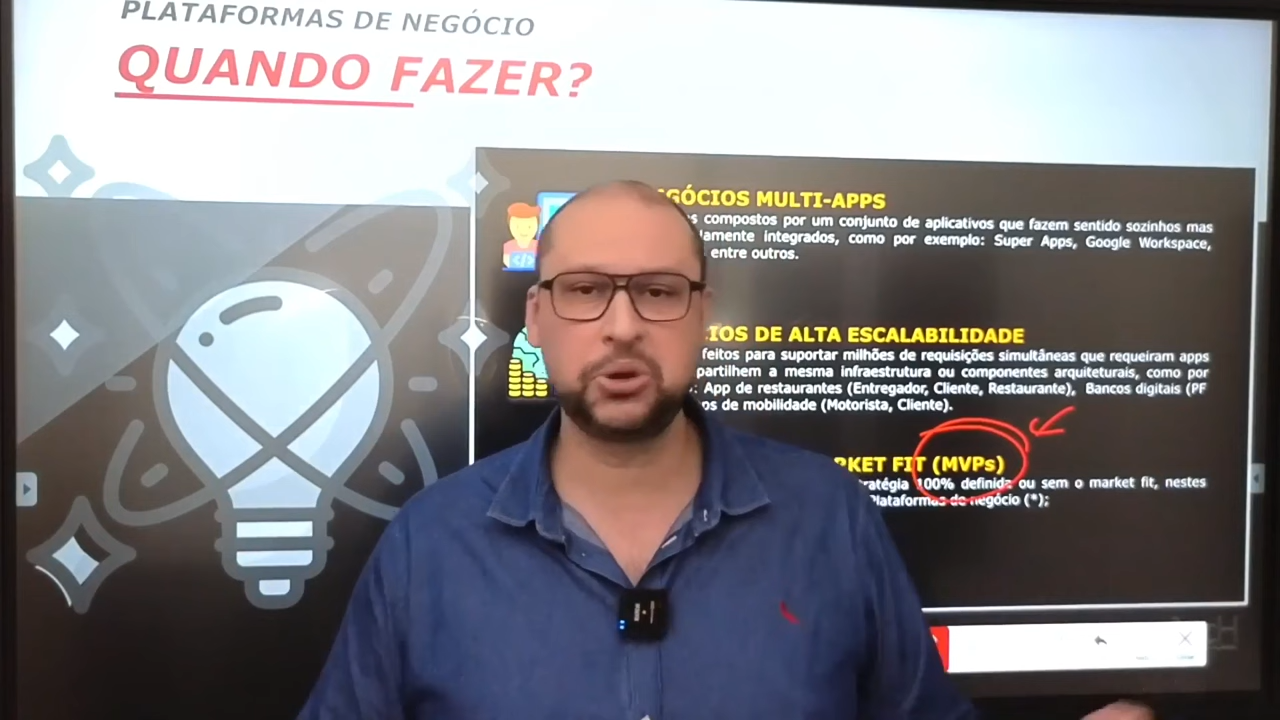 PLATAFORMAS DE NEGÓCIO
QUANDO FAZER?
GÓCIOS MULTI-APPS
compostos por um conjunto de aplicativos que fazem sentido sozinhos mas
lamente integrados, como por exemplo: Super Apps, Google Workspace,
entre outros.
</>
IOS DE ALTA ESCALABILIDADE
feitos para suportar milhões de requisições simultâneas que requeiram apps
partilhem a mesma infraestrutura ou componentes arquiteturais, como por
: App de restaurantes (Entregador, Cliente, Restaurante), Bancos digitais (PF
os de mobilidade (Motorista, Cliente).
RKET FIT (MVPs)
ratégia 100% definida ou sem o market fit, nestes
Plataformas de negócio (*);